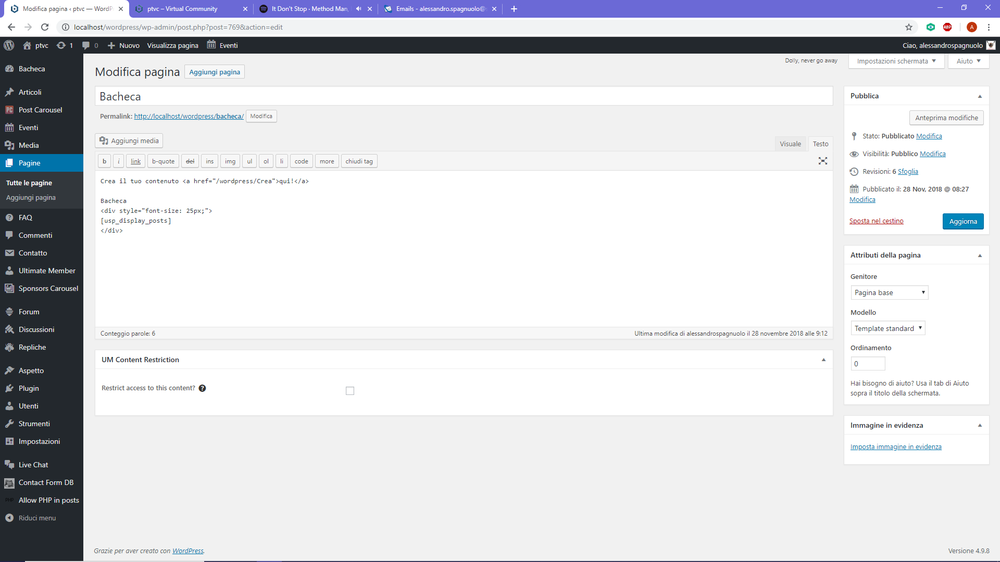 Modifica pagina ‹ ptvc — WordP
ptvc – Virtual Community
It Don't Stop · Method Man,
Emails - alessandro.spagnuolo@
localhost/wordpress/wp-admin/post.php?post=769&action=edit
ABP
A
ptvc
1
0
Nuovo
Visualizza pagina
Eventi
Ciao, alessandrospagnuolo
Bacheca
Articoli
PC
Post Carousel
Eventi
Media
Pagine
Tutte le pagine
Aggiungi pagina
FAQ
Commenti
Contatto
Ultimate Member
Sponsors Carousel
Forum
Discussioni
Repliche
Aspetto
Plugin
Utenti
Strumenti
Impostazioni
Live Chat
Contact Form DB
PHP
Allow PHP in posts
Riduci menu
Dolly, never go away
Impostazioni schermata
Aiuto
Modifica pagina
Aggiungi pagina
Bacheca
Permalink: http://localhost/wordpress/bacheca/
Modifica
Aggiungi media
Visuale
Testo
b
i
link
b-quote
del
ins
img
ul
ol
li
code
more
chiudi tag
Crea il tuo contenuto <a href="/wordpress/Crea">qui!</a>
Bacheca
<div style="font-size: 25px;">
[usp_display_posts]
</div>
Conteggio parole: 6
Ultima modifica di alessandrospagnuolo il 28 novembre 2018 alle 9:12
UM Content Restriction
Restrict access to this content? ?
Pubblica
Anteprima modifiche
Stato: Pubblicato Modifica
Visibilità: Pubblico Modifica
Revisioni: 6 Sfoglia
Pubblicato il: 28 Nov, 2018 @ 08:27
Modifica
Sposta nel cestino
Aggiorna
Attributi della pagina
Genitore
Pagina base
Modello
Template standard
Ordinamento
0
Hai bisogno di aiuto? Usa il tab di Aiuto
sopra il titolo della schermata.
Immagine in evidenza
Imposta immagine in evidenza
Grazie per aver creato con WordPress.
Versione 4.9.8